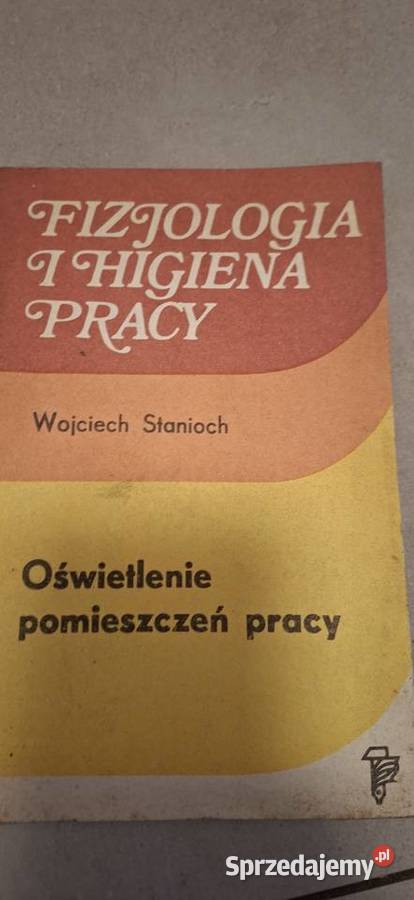 FIZJOLOGIA
I HIGIENA
PRACY
Wojciech Stanioch
Oświetlenie
pomieszczeń pracy
Sprzedajemy.pl